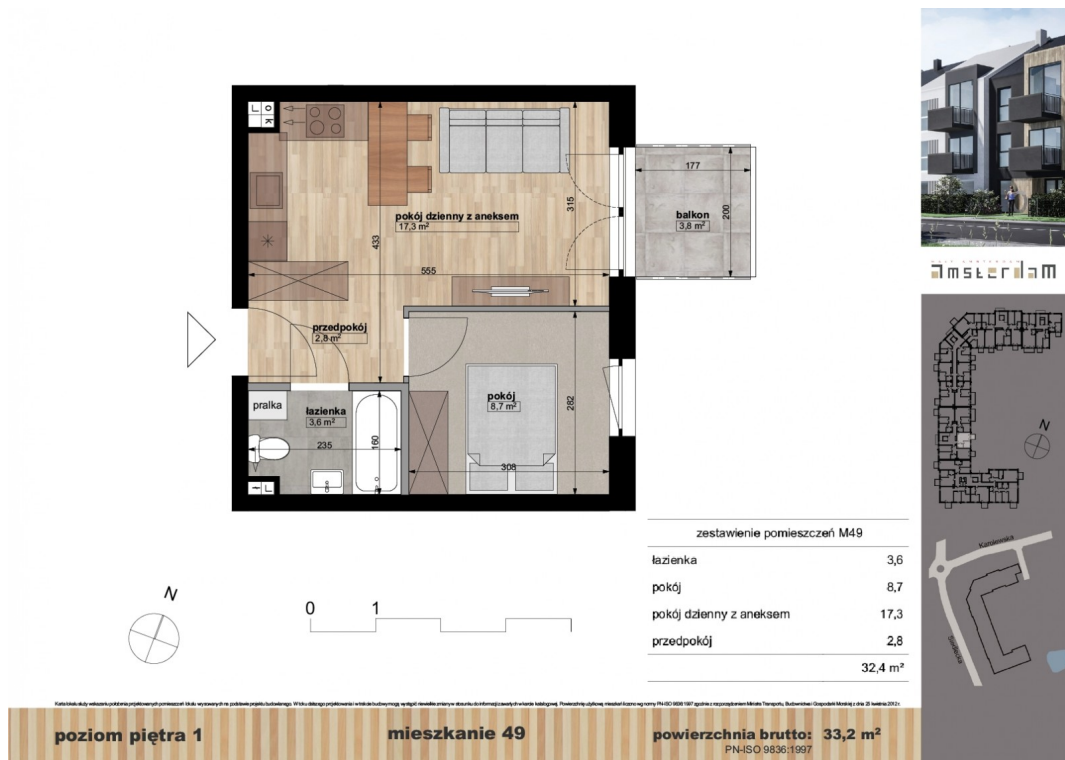 pokój dzienny z aneksem
17,3 m²
433
555
315
177
200
balkon
3,8 m²
przedpokój
2,8 m²
pralka
łazienka
3,6 m²
235
160
pokój
8,7 m²
308
282
amsterdam
N
Karolewska
Siedlecka
zestawienie pomieszczeń M49
łazienka 3,6
pokój 8,7
pokój dzienny z aneksem 17,3
przedpokój 2,8
32,4 m²
N
0 1
poziom piętra 1
mieszkanie 49
powierzchnia brutto: 33,2 m²
PN-ISO 9836:1997